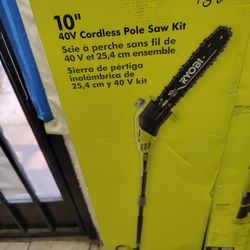 10"
40V Cordless Pole Saw Kit
Scie à perche sans fil de
40 V et 25,4 cm ensemble
Sierra de pértiga
inalámbrica de
25,4 cm y 40 V kit
RYOBI